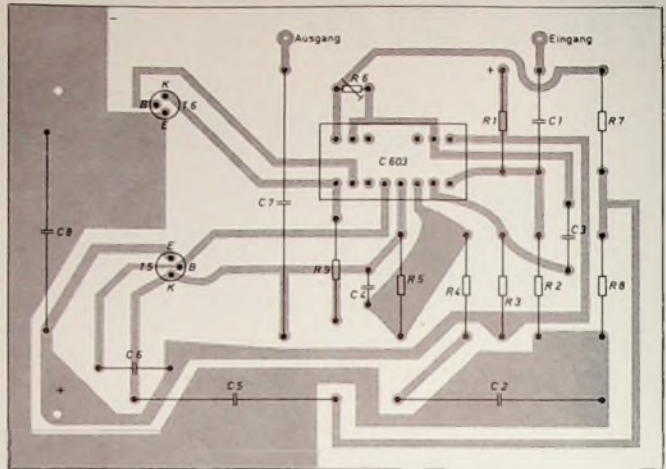 −
Ausgang
Eingang
K
B
T6
E
R6
+
R1
C1
R7
C603
C7
C8
C3
E
T5
B
K
R9
C4
R5
R4
R3
R2
R8
C6
+
C5
C2